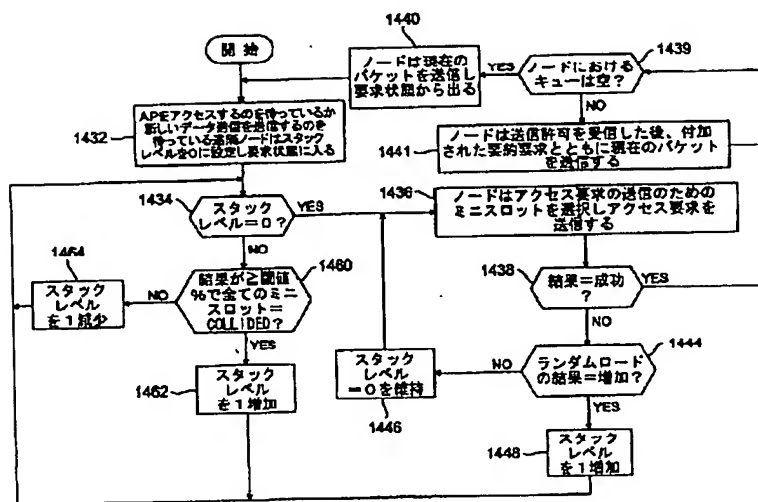 開始
1440
ノードは現在の
パケットを送信し
要求状態から出る
YES
1439
ノードにおける
キューは空?
NO
1432
APにアクセスするのを待っているか
新しいデータ送信を送信するのを
待っている遠隔ノードはスタック
レベルを0に設定し要求状態に入る
1441
ノードは送信許可を受信した後、付加
された要約要求とともに現在のパケット
を送信する
1434
スタック
レベル=0?
YES
NO
1436
ノードはアクセス要求の送信のための
ミニスロットを選択しアクセス要求を
送信する
1438
結果=成功
?
YES
NO
1464
スタック
レベル
を1減少
NO
1460
結果が≧閾値
%で全てのミニ
スロット=
COLLIDED?
YES
1462
スタック
レベル
を1増加
1444
ランダムロード
の結果=増加?
NO
YES
スタック
レベル
=0を維持
1446
1448
スタック
レベル
を1増加